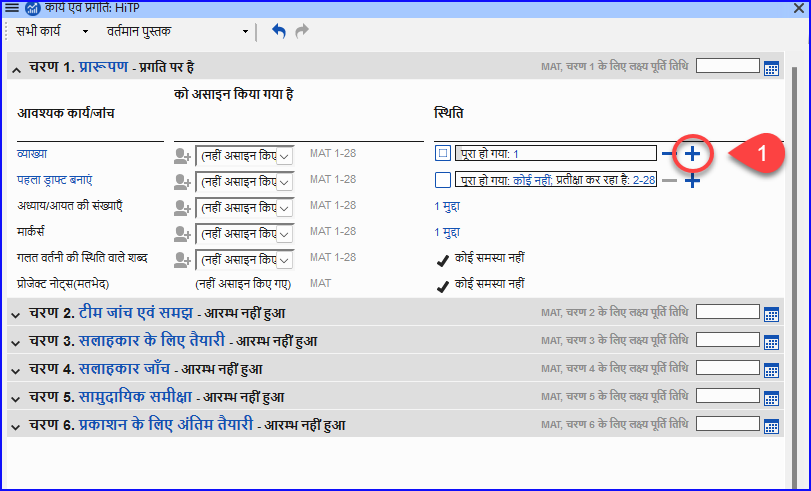 कार्य एवं प्रगति: HiTP
सभी कार्य वर्तमान पुस्तक
चरण 1. प्रारूपण - प्रगति पर है MAT, चरण 1 के लिए लक्ष्य पूर्ति तिथि
को असाइन किया गया है
आवश्यक कार्य/जांच स्थिति
व्याख्या (नहीं असाइन किए MAT 1-28 पूरा हो गया: 1 1
पहला ड्राफ्ट बनाएं (नहीं असाइन किए MAT 1-28 पूरा हो गया: कोई नहीं; प्रतीक्षा कर रहा है: 2-28
अध्याय/आयत की संख्याएँ (नहीं असाइन किए MAT 1-28 1 मुद्दा
मार्कर्स (नहीं असाइन किए MAT 1-28 1 मुद्दा
गलत वर्तनी की स्थिति वाले शब्द (नहीं असाइन किए MAT 1-28 कोई समस्या नहीं
प्रोजेक्ट नोट्स(मतभेद) (नहीं असाइन किए गए) MAT कोई समस्या नहीं
चरण 2. टीम जांच एवं समझ - आरम्भ नहीं हुआ MAT, चरण 2 के लिए लक्ष्य पूर्ति तिथि
चरण 3. सलाहकार के लिए तैयारी - आरम्भ नहीं हुआ MAT, चरण 3 के लिए लक्ष्य पूर्ति तिथि
चरण 4. सलाहकार जाँच - आरम्भ नहीं हुआ MAT, चरण 4 के लिए लक्ष्य पूर्ति तिथि
चरण 5. सामुदायिक समीक्षा - आरम्भ नहीं हुआ MAT, चरण 5 के लिए लक्ष्य पूर्ति तिथि
चरण 6. प्रकाशन के लिए अंतिम तैयारी - आरम्भ नहीं हुआ MAT, चरण 6 के लिए लक्ष्य पूर्ति तिथि